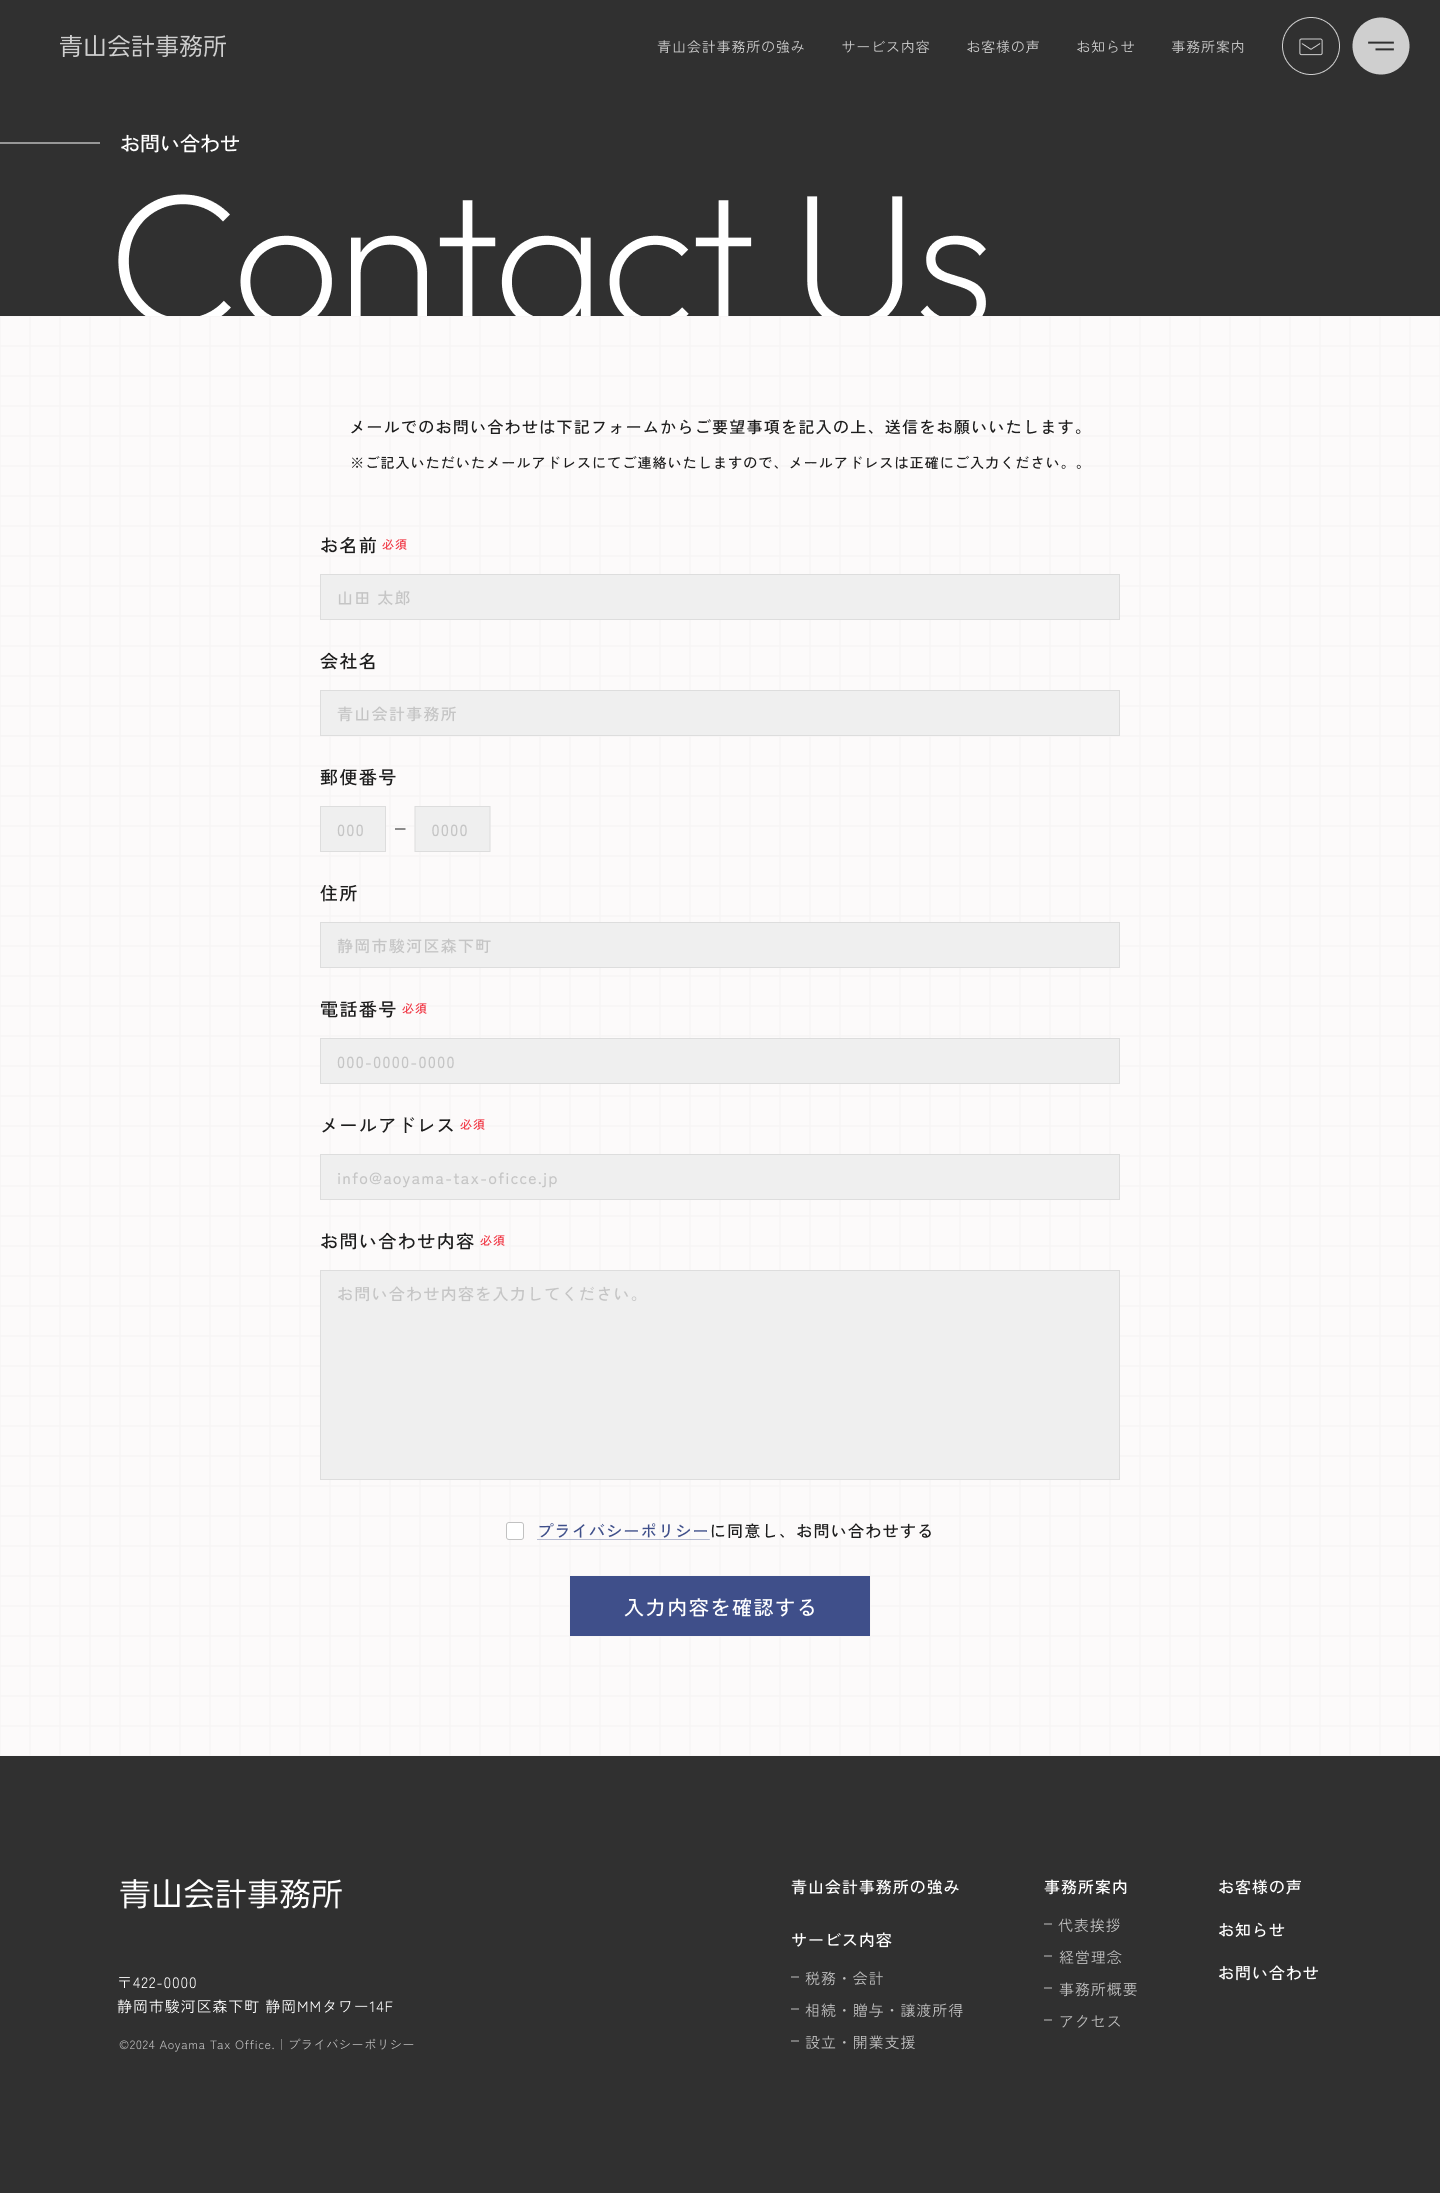 青山会計事務所
青山会計事務所の強み
サービス内容
お客様の声
お知らせ
事務所案内
お問い合わせ
Contact Us
メールでのお問い合わせは下記フォームからご要望事項を記入の上、送信をお願いいたします。
※ご記入いただいたメールアドレスにてご連絡いたしますので、メールアドレスは正確にご入力ください。。
お名前 必須
山田 太郎
会社名
青山会計事務所
郵便番号
000 − 0000
住所
静岡市駿河区森下町
電話番号 必須
000-0000-0000
メールアドレス 必須
info@aoyama-tax-oficce.jp
お問い合わせ内容 必須
お問い合わせ内容を入力してください。
プライバシーポリシーに同意し、お問い合わせする
入力内容を確認する
青山会計事務所
〒422-0000
静岡市駿河区森下町 静岡MMタワー14F
©2024 Aoyama Tax Office.｜プライバシーポリシー
青山会計事務所の強み
サービス内容
− 税務・会計
− 相続・贈与・譲渡所得
− 設立・開業支援
事務所案内
− 代表挨拶
− 経営理念
− 事務所概要
− アクセス
お客様の声
お知らせ
お問い合わせ